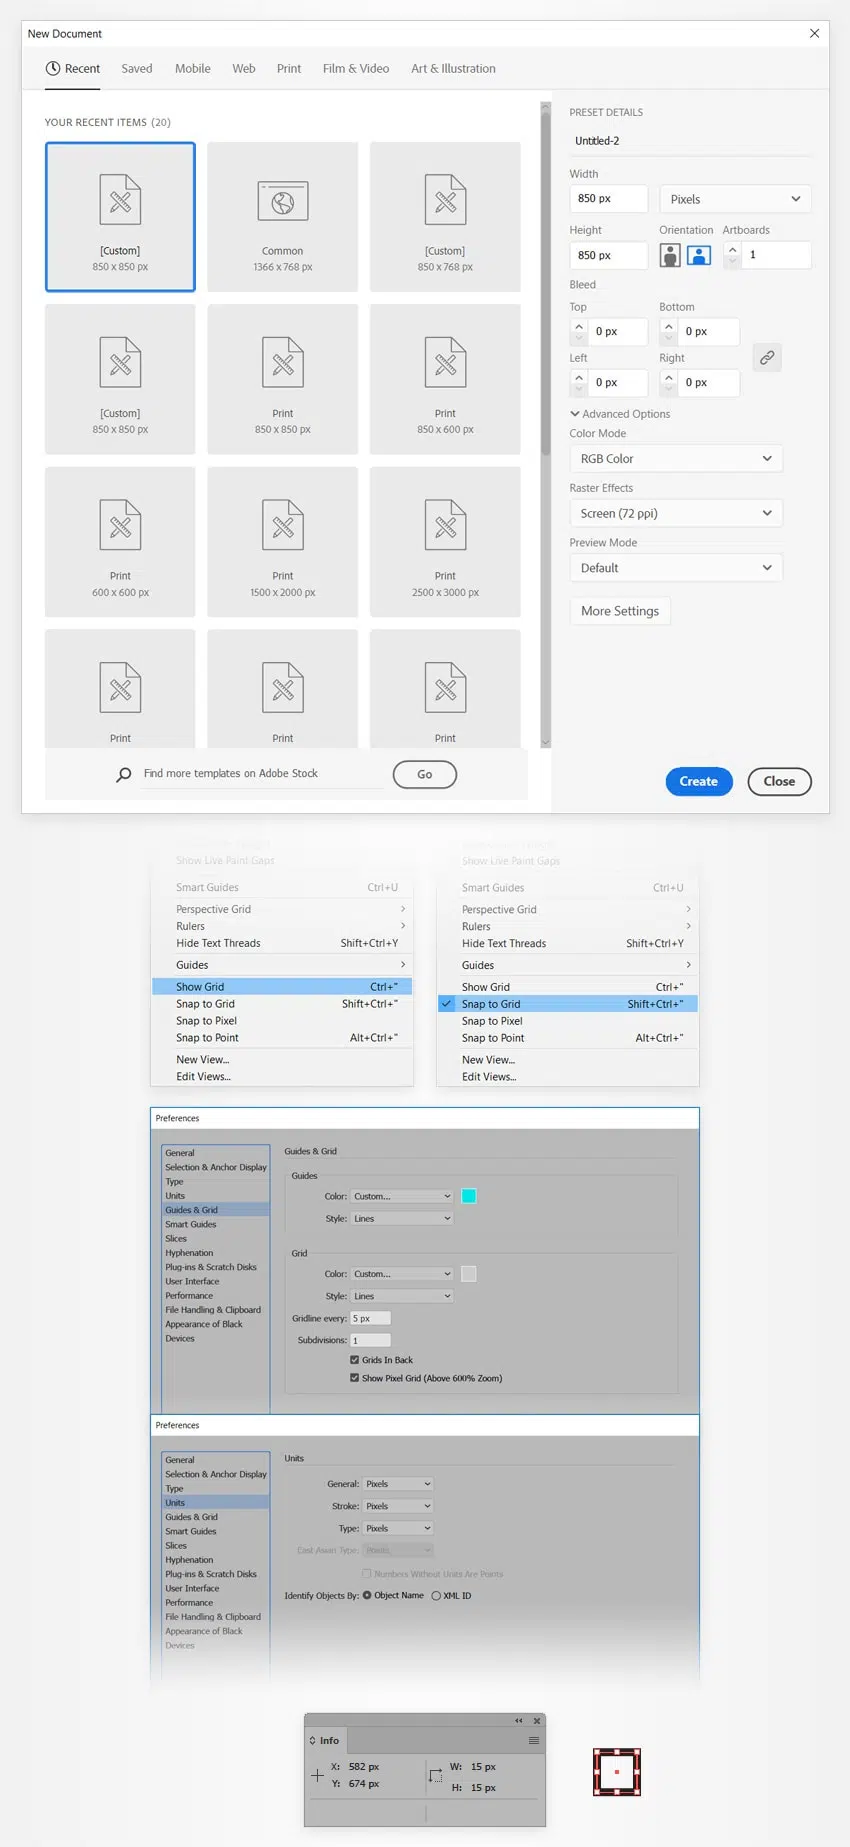 New Document
Recent Saved Mobile Web Print Film & Video Art & Illustration
YOUR RECENT ITEMS (20)
[Custom]
850 x 850 px
Common
1366 x 768 px
[Custom]
850 x 768 px
[Custom]
850 x 850 px
Print
850 x 850 px
Print
850 x 600 px
Print
600 x 600 px
Print
1500 x 2000 px
Print
2500 x 3000 px
Print
Print
Print
Find more templates on Adobe Stock
Go
PRESET DETAILS
Untitled-2
Width
850 px Pixels
Height Orientation Artboards
850 px 1
Bleed
Top Bottom
0 px 0 px
Left Right
0 px 0 px
Advanced Options
Color Mode
RGB Color
Raster Effects
Screen (72 ppi)
Preview Mode
Default
More Settings
Create Close
Show Live Paint Gaps
Smart Guides Ctrl+U
Perspective Grid
Rulers
Hide Text Threads Shift+Ctrl+Y
Guides
Show Grid Ctrl+"
Snap to Grid Shift+Ctrl+"
Snap to Pixel
Snap to Point Alt+Ctrl+"
New View...
Edit Views...
Show Live Paint Gaps
Smart Guides Ctrl+U
Perspective Grid
Rulers
Hide Text Threads Shift+Ctrl+Y
Guides
Show Grid Ctrl+"
Snap to Grid Shift+Ctrl+"
Snap to Pixel
Snap to Point Alt+Ctrl+"
New View...
Edit Views...
Preferences
General
Selection & Anchor Display
Type
Units
Guides & Grid
Smart Guides
Slices
Hyphenation
Plug-ins & Scratch Disks
User Interface
Performance
File Handling & Clipboard
Appearance of Black
Devices
Guides & Grid
Guides
Color: Custom...
Style: Lines
Grid
Color: Custom...
Style: Lines
Gridline every: 5 px
Subdivisions: 1
Grids In Back
Show Pixel Grid (Above 600% Zoom)
Preferences
General
Selection & Anchor Display
Type
Units
Guides & Grid
Smart Guides
Slices
Hyphenation
Plug-ins & Scratch Disks
User Interface
Performance
File Handling & Clipboard
Appearance of Black
Devices
Units
General: Pixels
Stroke: Pixels
Type: Pixels
East Asian Type: Points
Numbers Without Units Are Points
Identify Objects By: Object Name XML ID
Info
X: 582 px
Y: 674 px
W: 15 px
H: 15 px